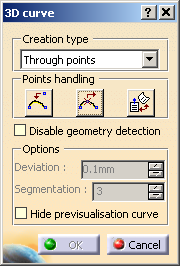 3D curve
Creation type
Through points
Points handling
Disable geometry detection
Options
Deviation : 0.1mm
Segmentation : 3
Hide previsualisation curve
OK Cancel